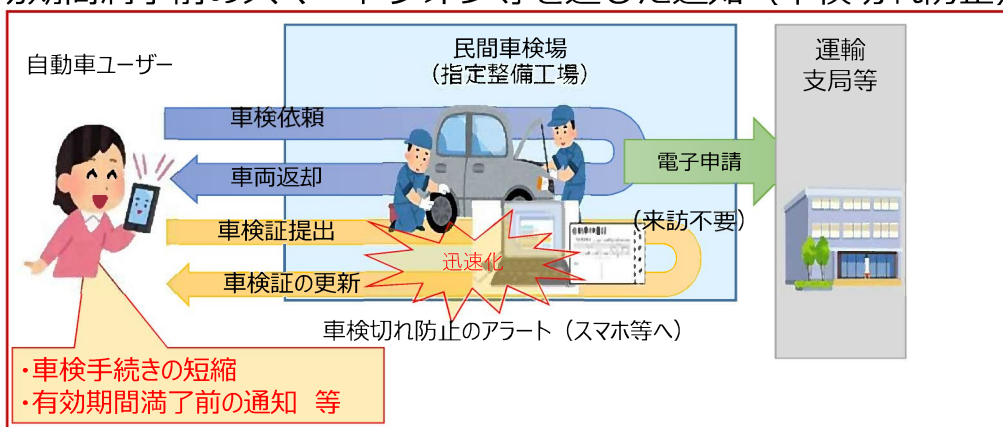 自動車ユーザー
民間車検場
（指定整備工場）
運輸
支局等
車検依頼
車両返却
電子申請
車検証提出
（来訪不要）
迅速化
車検証の更新
車検切れ防止のアラート（スマホ等へ）
・車検手続きの短縮
・有効期間満了前の通知　等